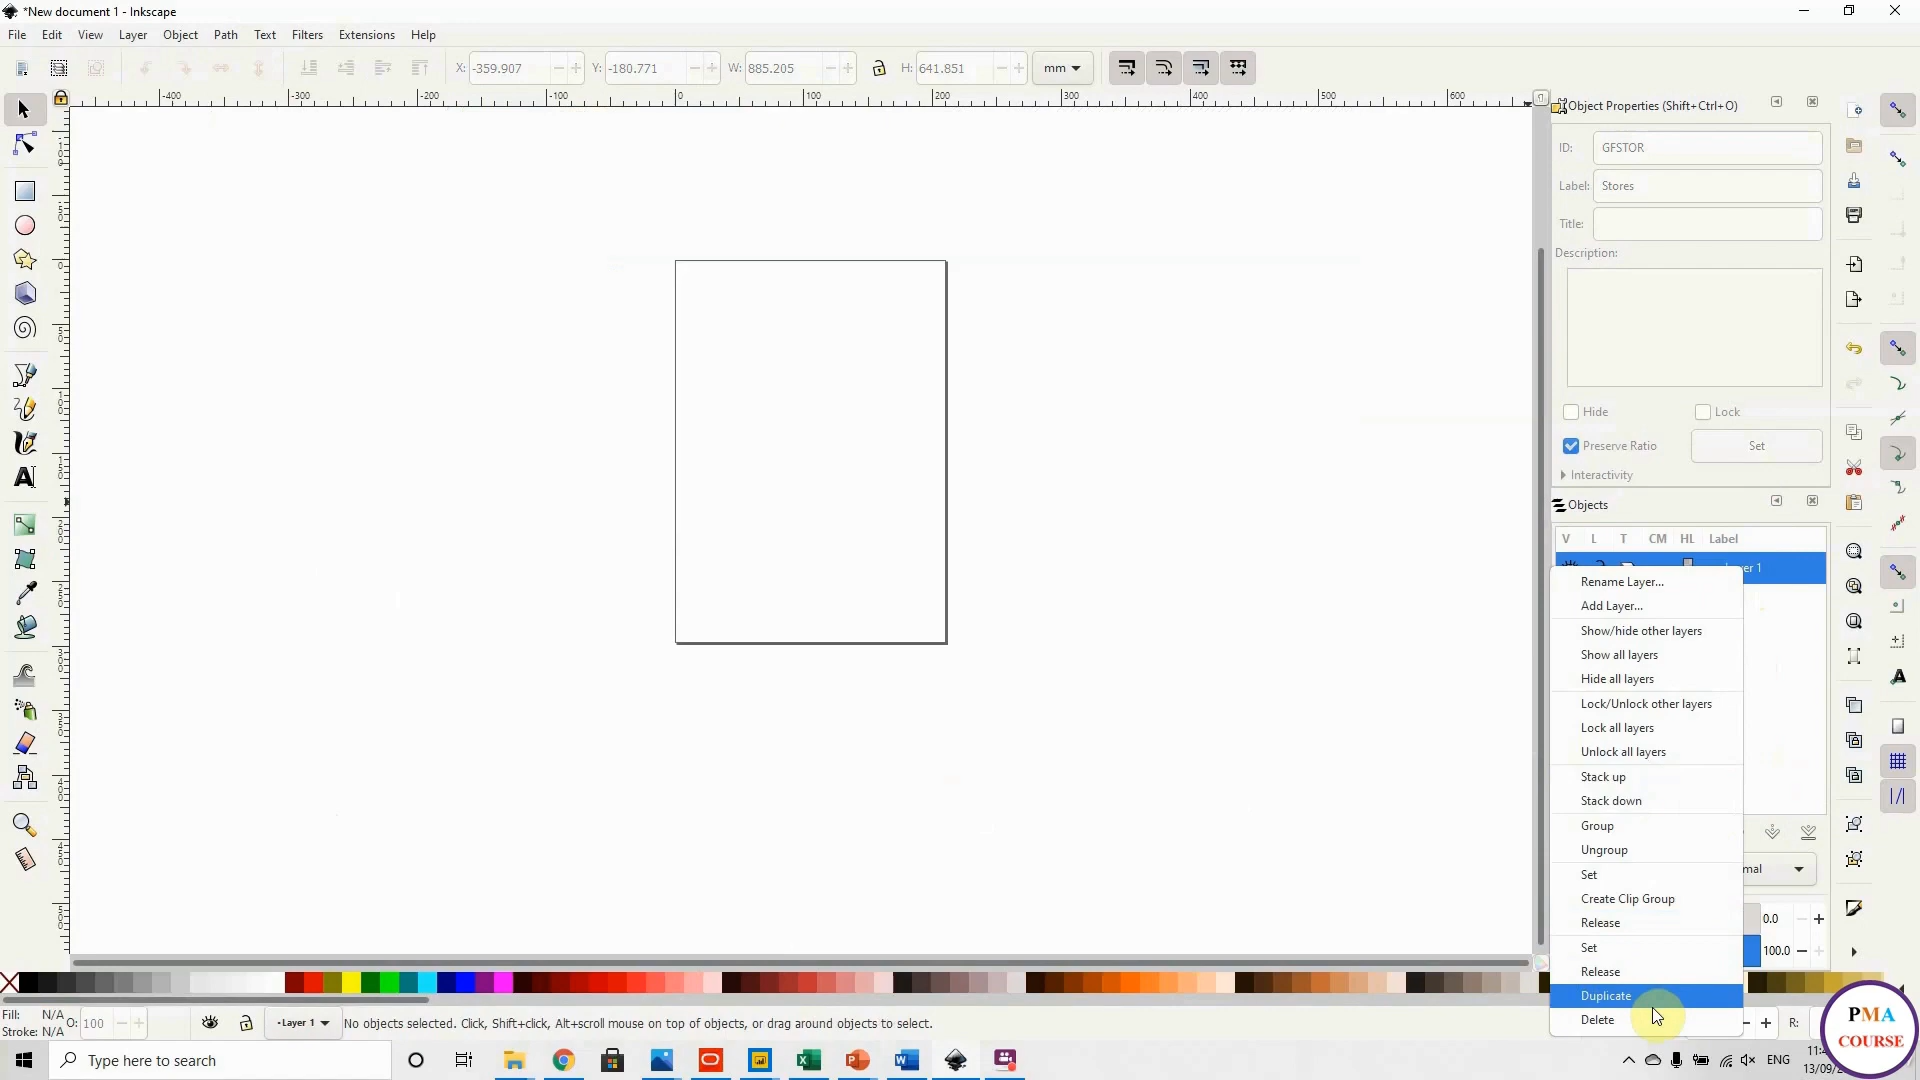 *New document 1 - Inkscape
File Edit View Layer Object Path Text Filters Extensions Help
X: -359.907 Y: -180.771 W: 885.205 H: 641.851 mm
-400 -300 -200 -100 0 100 200 300 400 500 600
Object Properties (Shift+Ctrl+O)
ID: GFSTOR
Label: Stores
Title:
Description:
Hide Lock
Preserve Ratio Set
Interactivity
Objects
V L T CM HL Label
Rename Layer...
Add Layer...
Show/hide other layers
Show all layers
Hide all layers
Lock/Unlock other layers
Lock all layers
Unlock all layers
Stack up
Stack down
Group
Ungroup
Set
Create Clip Group
Release
Set
Release
Duplicate
Delete
0.0
100.0
R:
Fill: N/A
Stroke: N/A O: 100
Layer 1 No objects selected. Click, Shift+click, Alt+scroll mouse on top of objects, or drag around objects to select.
Type here to search
ENG
PMA
COURSE